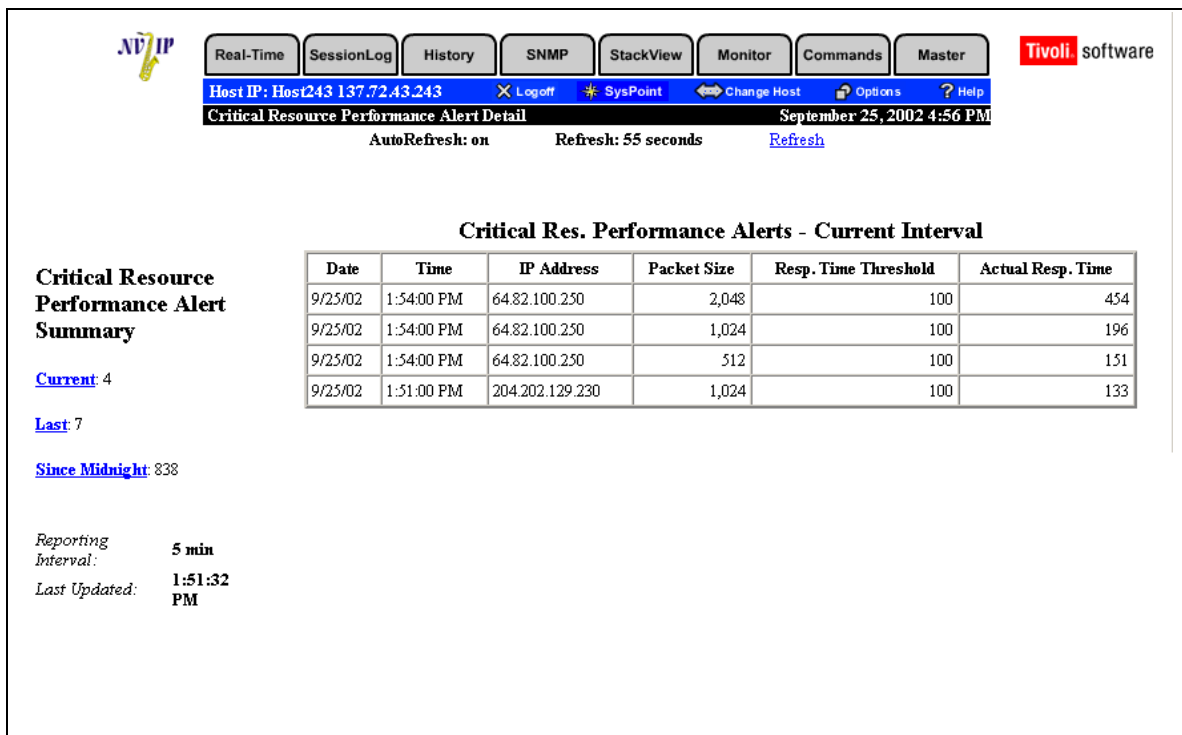 NV IP
Real-Time SessionLog History SNMP StackView Monitor Commands Master
Tivoli. software
Host IP: Host243 137.72.43.243 Logoff SysPoint Change Host Options ? Help
Critical Resource Performance Alert Detail September 25, 2002 4:56 PM
AutoRefresh: on Refresh: 55 seconds Refresh
Critical Res. Performance Alerts - Current Interval
Date Time IP Address Packet Size Resp. Time Threshold Actual Resp. Time
9/25/02 1:54:00 PM 64.82.100.250 2,048 100 454
9/25/02 1:54:00 PM 64.82.100.250 1,024 100 196
9/25/02 1:54:00 PM 64.82.100.250 512 100 151
9/25/02 1:51:00 PM 204.202.129.230 1,024 100 133
Critical Resource
Performance Alert
Summary
Current: 4
Last: 7
Since Midnight: 838
Reporting
Interval: 5 min
Last Updated: 1:51:32
PM